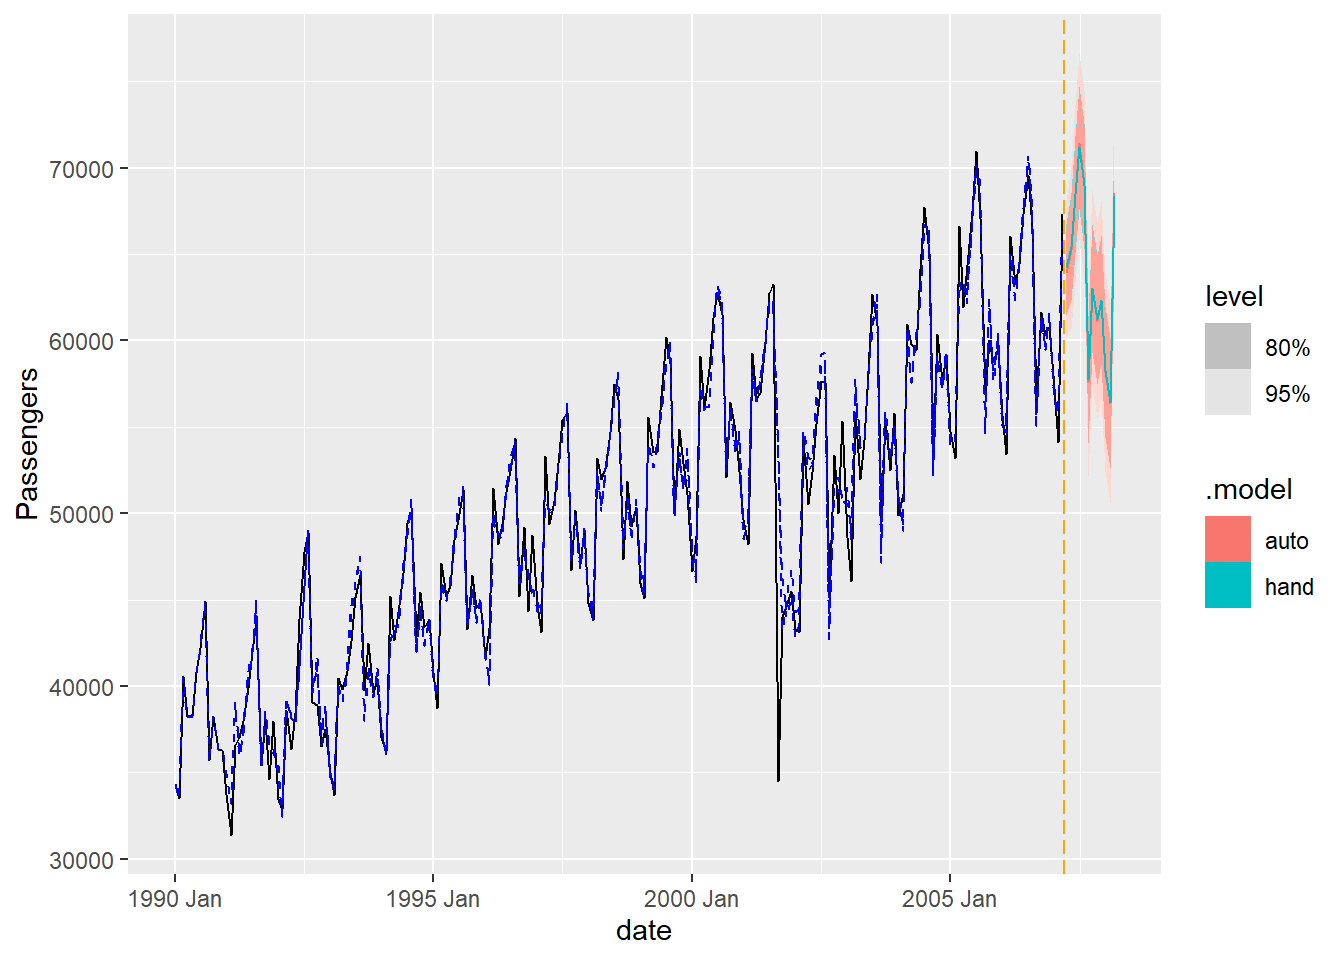 Passengers
70000
60000
50000
40000
30000
1990 Jan
1995 Jan
2000 Jan
2005 Jan
date
level
80%
95%
.model
auto
hand